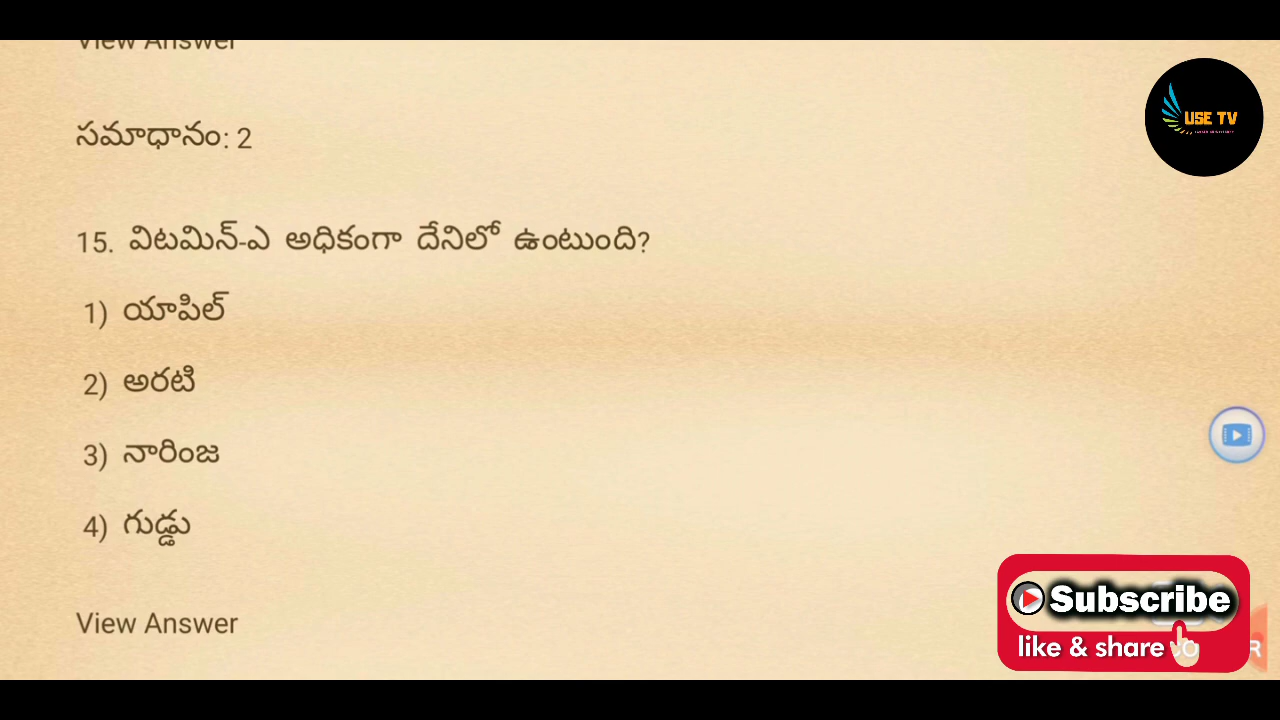 View Answer
సమాధానం: 2
15. విటమిన్-ఎ అధికంగా దేనిలో ఉంటుంది?
1) యాపిల్
2) అరటి
3) నారింజ
4) గుడ్డు
View Answer
USE TV
Subscribe
like & share
R